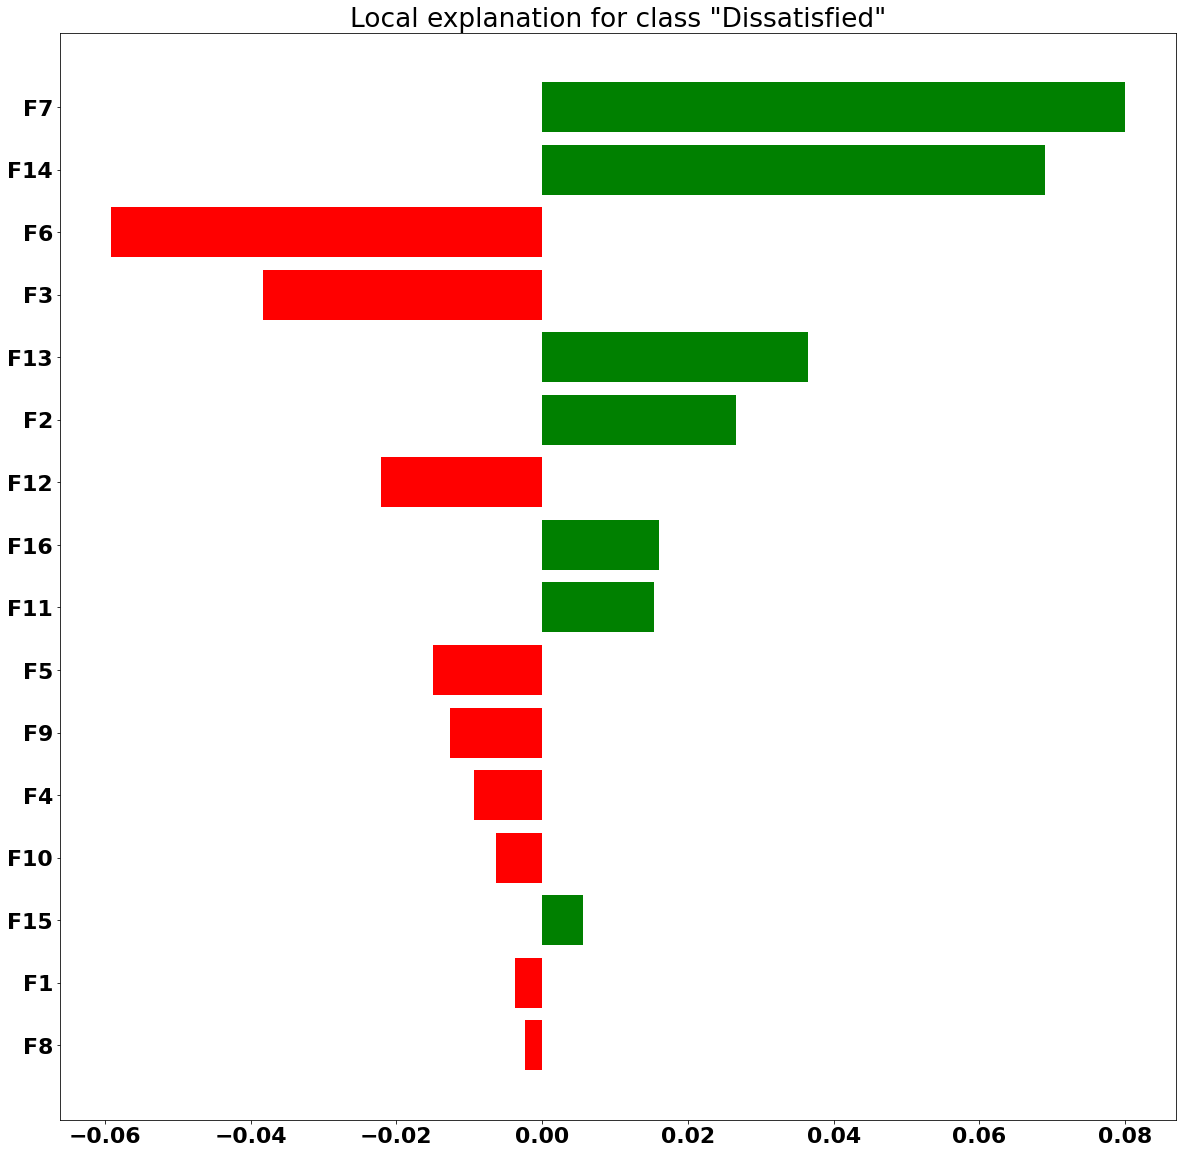 Local explanation for class "Dissatisfied"
F7
F14
F6
F3
F13
F2
F12
F16
F11
F5
F9
F4
F10
F15
F1
F8
−0.06 −0.04 −0.02 0.00 0.02 0.04 0.06 0.08